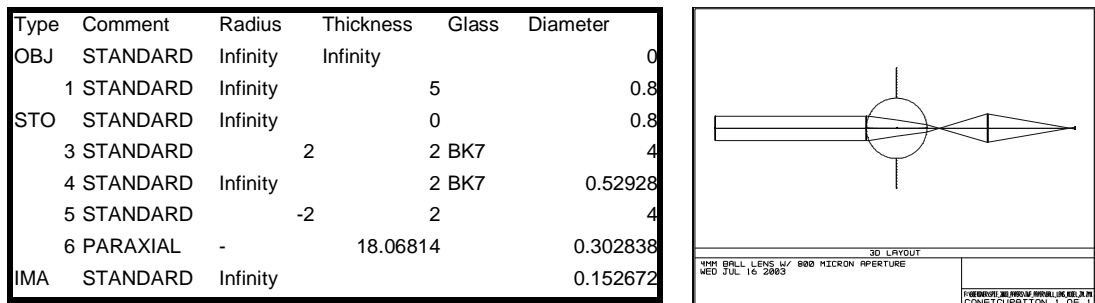 Type Comment Radius Thickness Glass Diameter
OBJ STANDARD Infinity Infinity 0
1 STANDARD Infinity 5 0.8
STO STANDARD Infinity 0 0.8
3 STANDARD 2 2 BK7 4
4 STANDARD Infinity 2 BK7 0.52928
5 STANDARD -2 2 4
6 PARAXIAL - 18.06814 0.302838
IMA STANDARD Infinity 0.152672
3D LAYOUT
4MM BALL LENS W/ 800 MICRON APERTURE
WED JUL 16 2003
CONFIGURATION 1 OF 1